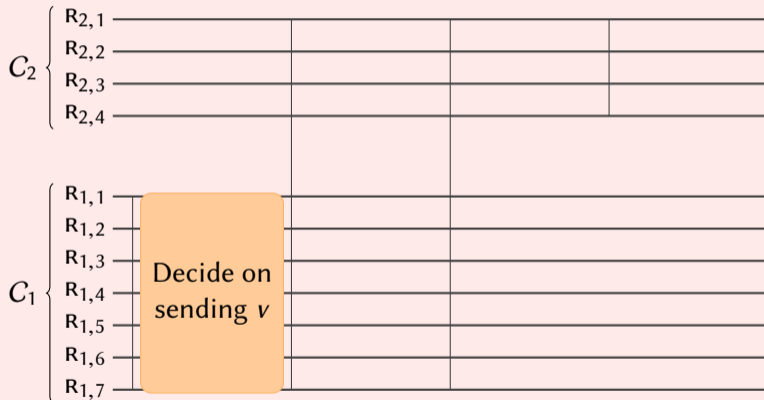 C₂
R₂,₁
R₂,₂
R₂,₃
R₂,₄
C₁
R₁,₁
R₁,₂
R₁,₃
R₁,₄
R₁,₅
R₁,₆
R₁,₇
Decide on
sending v